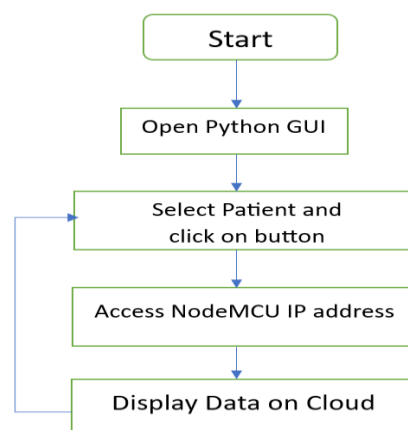 Start
Open Python GUI
Select Patient and
click on button
Access NodeMCU IP address
Display Data on Cloud